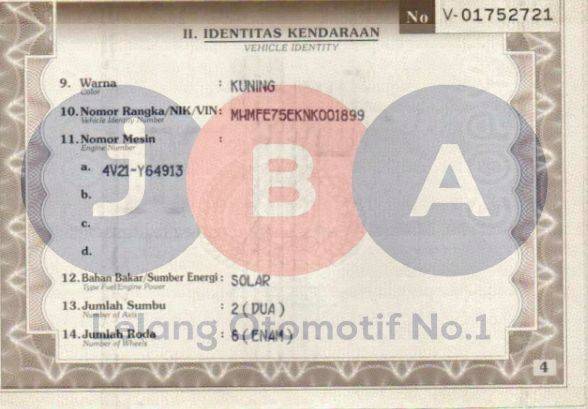 No V-01752721
II. IDENTITAS KENDARAAN
VEHICLE IDENTITY
9. Warna : KUNING
Color
10. Nomor Rangka/NIK/VIN : MHMFE75EKNK001899
Vehicle Identity Number
11. Nomor Mesin :
Engine Number
a. 4V21-Y64913
b.
c.
d.
12. Bahan Bakar/Sumber Energi : SOLAR
Type Fuel/Engine Power
13. Jumlah Sumbu : 2 (DUA)
Number of Axis
14. Jumlah Roda : 6 (ENAM)
Number of Wheels
4
J B A
Lelang Otomotif No.1